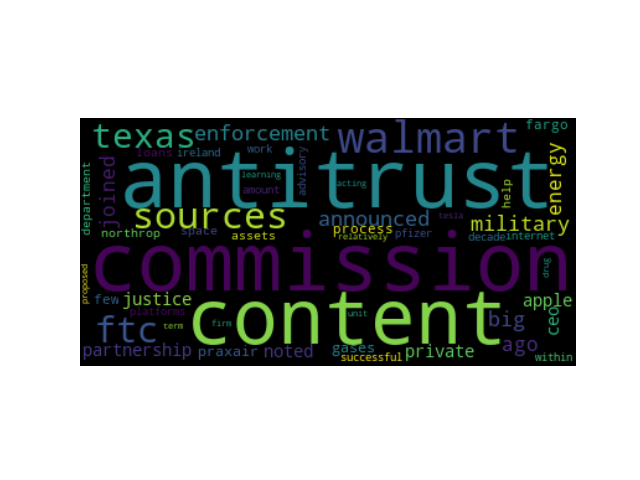 texas enforcement walmart fargo
loans ireland work
department joined antitrust learning advisory amount acting help energy
sources announced tesla military
northrop space assets process relatively pfizer decade internet
commission
proposed drug
few justice content apple
platforms
ftc term firm unit big ceo
partnership praxair noted gases private ago
successful within